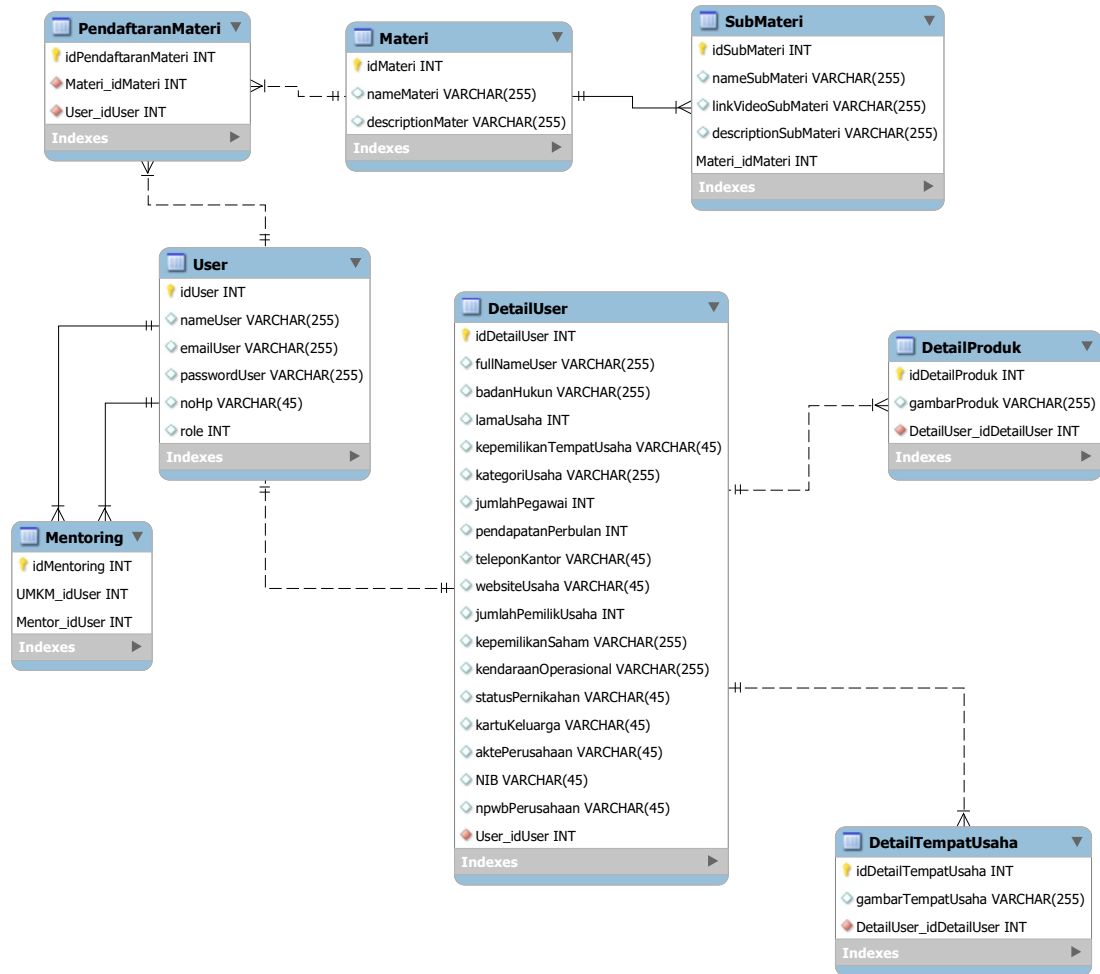 PendaftaranMateri
idPendaftaranMateri INT
Materi_idMateri INT
User_idUser INT
Indexes
Materi
idMateri INT
nameMateri VARCHAR(255)
descriptionMater VARCHAR(255)
Indexes
SubMateri
idSubMateri INT
nameSubMateri VARCHAR(255)
linkVideoSubMateri VARCHAR(255)
descriptionSubMateri VARCHAR(255)
Materi_idMateri INT
Indexes
User
idUser INT
nameUser VARCHAR(255)
emailUser VARCHAR(255)
passwordUser VARCHAR(255)
noHp VARCHAR(45)
role INT
Indexes
Mentoring
idMentoring INT
UMKM_idUser INT
Mentor_idUser INT
Indexes
DetailUser
idDetailUser INT
fullNameUser VARCHAR(255)
badanHukun VARCHAR(255)
lamaUsaha INT
kepemilikanTempatUsaha VARCHAR(45)
kategoriUsaha VARCHAR(255)
jumlahPegawai INT
pendapatanPerbulan INT
teleponKantor VARCHAR(45)
websiteUsaha VARCHAR(45)
jumlahPemilikUsaha INT
kepemilikanSaham VARCHAR(255)
kendaraanOperasional VARCHAR(255)
statusPernikahan VARCHAR(45)
kartuKeluarga VARCHAR(45)
aktePerusahaan VARCHAR(45)
NIB VARCHAR(45)
npwbPerusahaan VARCHAR(45)
User_idUser INT
Indexes
DetailProduk
idDetailProduk INT
gambarProduk VARCHAR(255)
DetailUser_idDetailUser INT
Indexes
DetailTempatUsaha
idDetailTempatUsaha INT
gambarTempatUsaha VARCHAR(255)
DetailUser_idDetailUser INT
Indexes